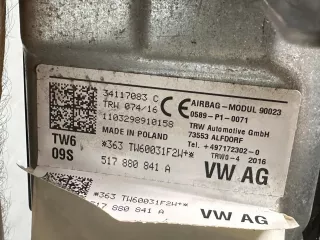 34117083 C
TRW 074/16
1103298910158
MADE IN POLAND
CE
AIRBAG-MODUL 90023
0589-P1-0071
TRW Automotive GmbH
73553 ALFDORF
Tel. +497172302-0
TRW0-4 2016
TW6
09S
*363 TW60031F2W+*
517 880 841 A
VW AG
*363 TW60031F2W+*
517 880 841 A
VW AG